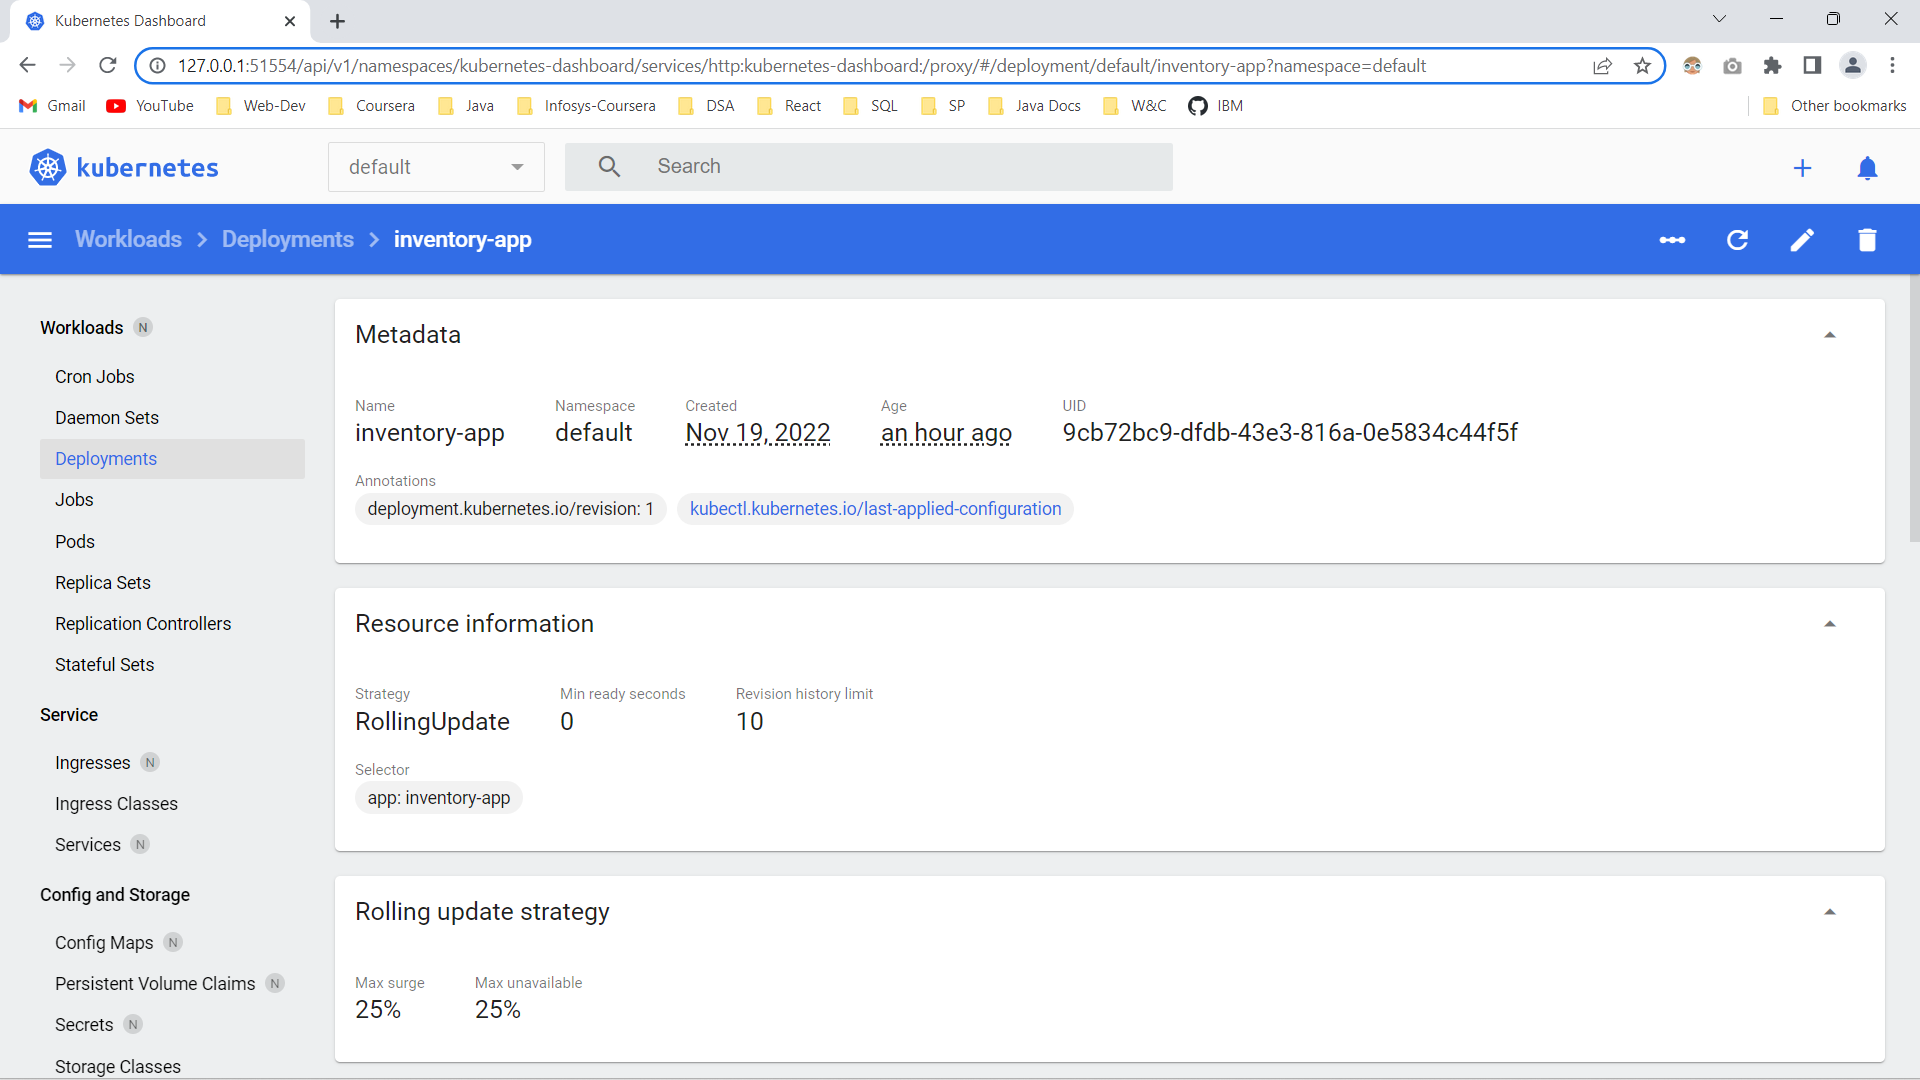 Kubernetes Dashboard
127.0.0.1:51554/api/v1/namespaces/kubernetes-dashboard/services/http:kubernetes-dashboard:/proxy/#/deployment/default/inventory-app?namespace=default
Gmail YouTube Web-Dev Coursera Java Infosys-Coursera DSA React SQL SP Java Docs W&C IBM Other bookmarks
kubernetes default Search
Workloads Deployments inventory-app
Workloads N
Cron Jobs
Daemon Sets
Deployments
Jobs
Pods
Replica Sets
Replication Controllers
Stateful Sets
Service
Ingresses N
Ingress Classes
Services N
Config and Storage
Config Maps N
Persistent Volume Claims N
Secrets N
Storage Classes
Metadata
Name Namespace Created Age UID
inventory-app default Nov 19, 2022 an hour ago 9cb72bc9-dfdb-43e3-816a-0e5834c44f5f
Annotations
deployment.kubernetes.io/revision: 1 kubectl.kubernetes.io/last-applied-configuration
Resource information
Strategy Min ready seconds Revision history limit
RollingUpdate 0 10
Selector
app: inventory-app
Rolling update strategy
Max surge Max unavailable
25% 25%